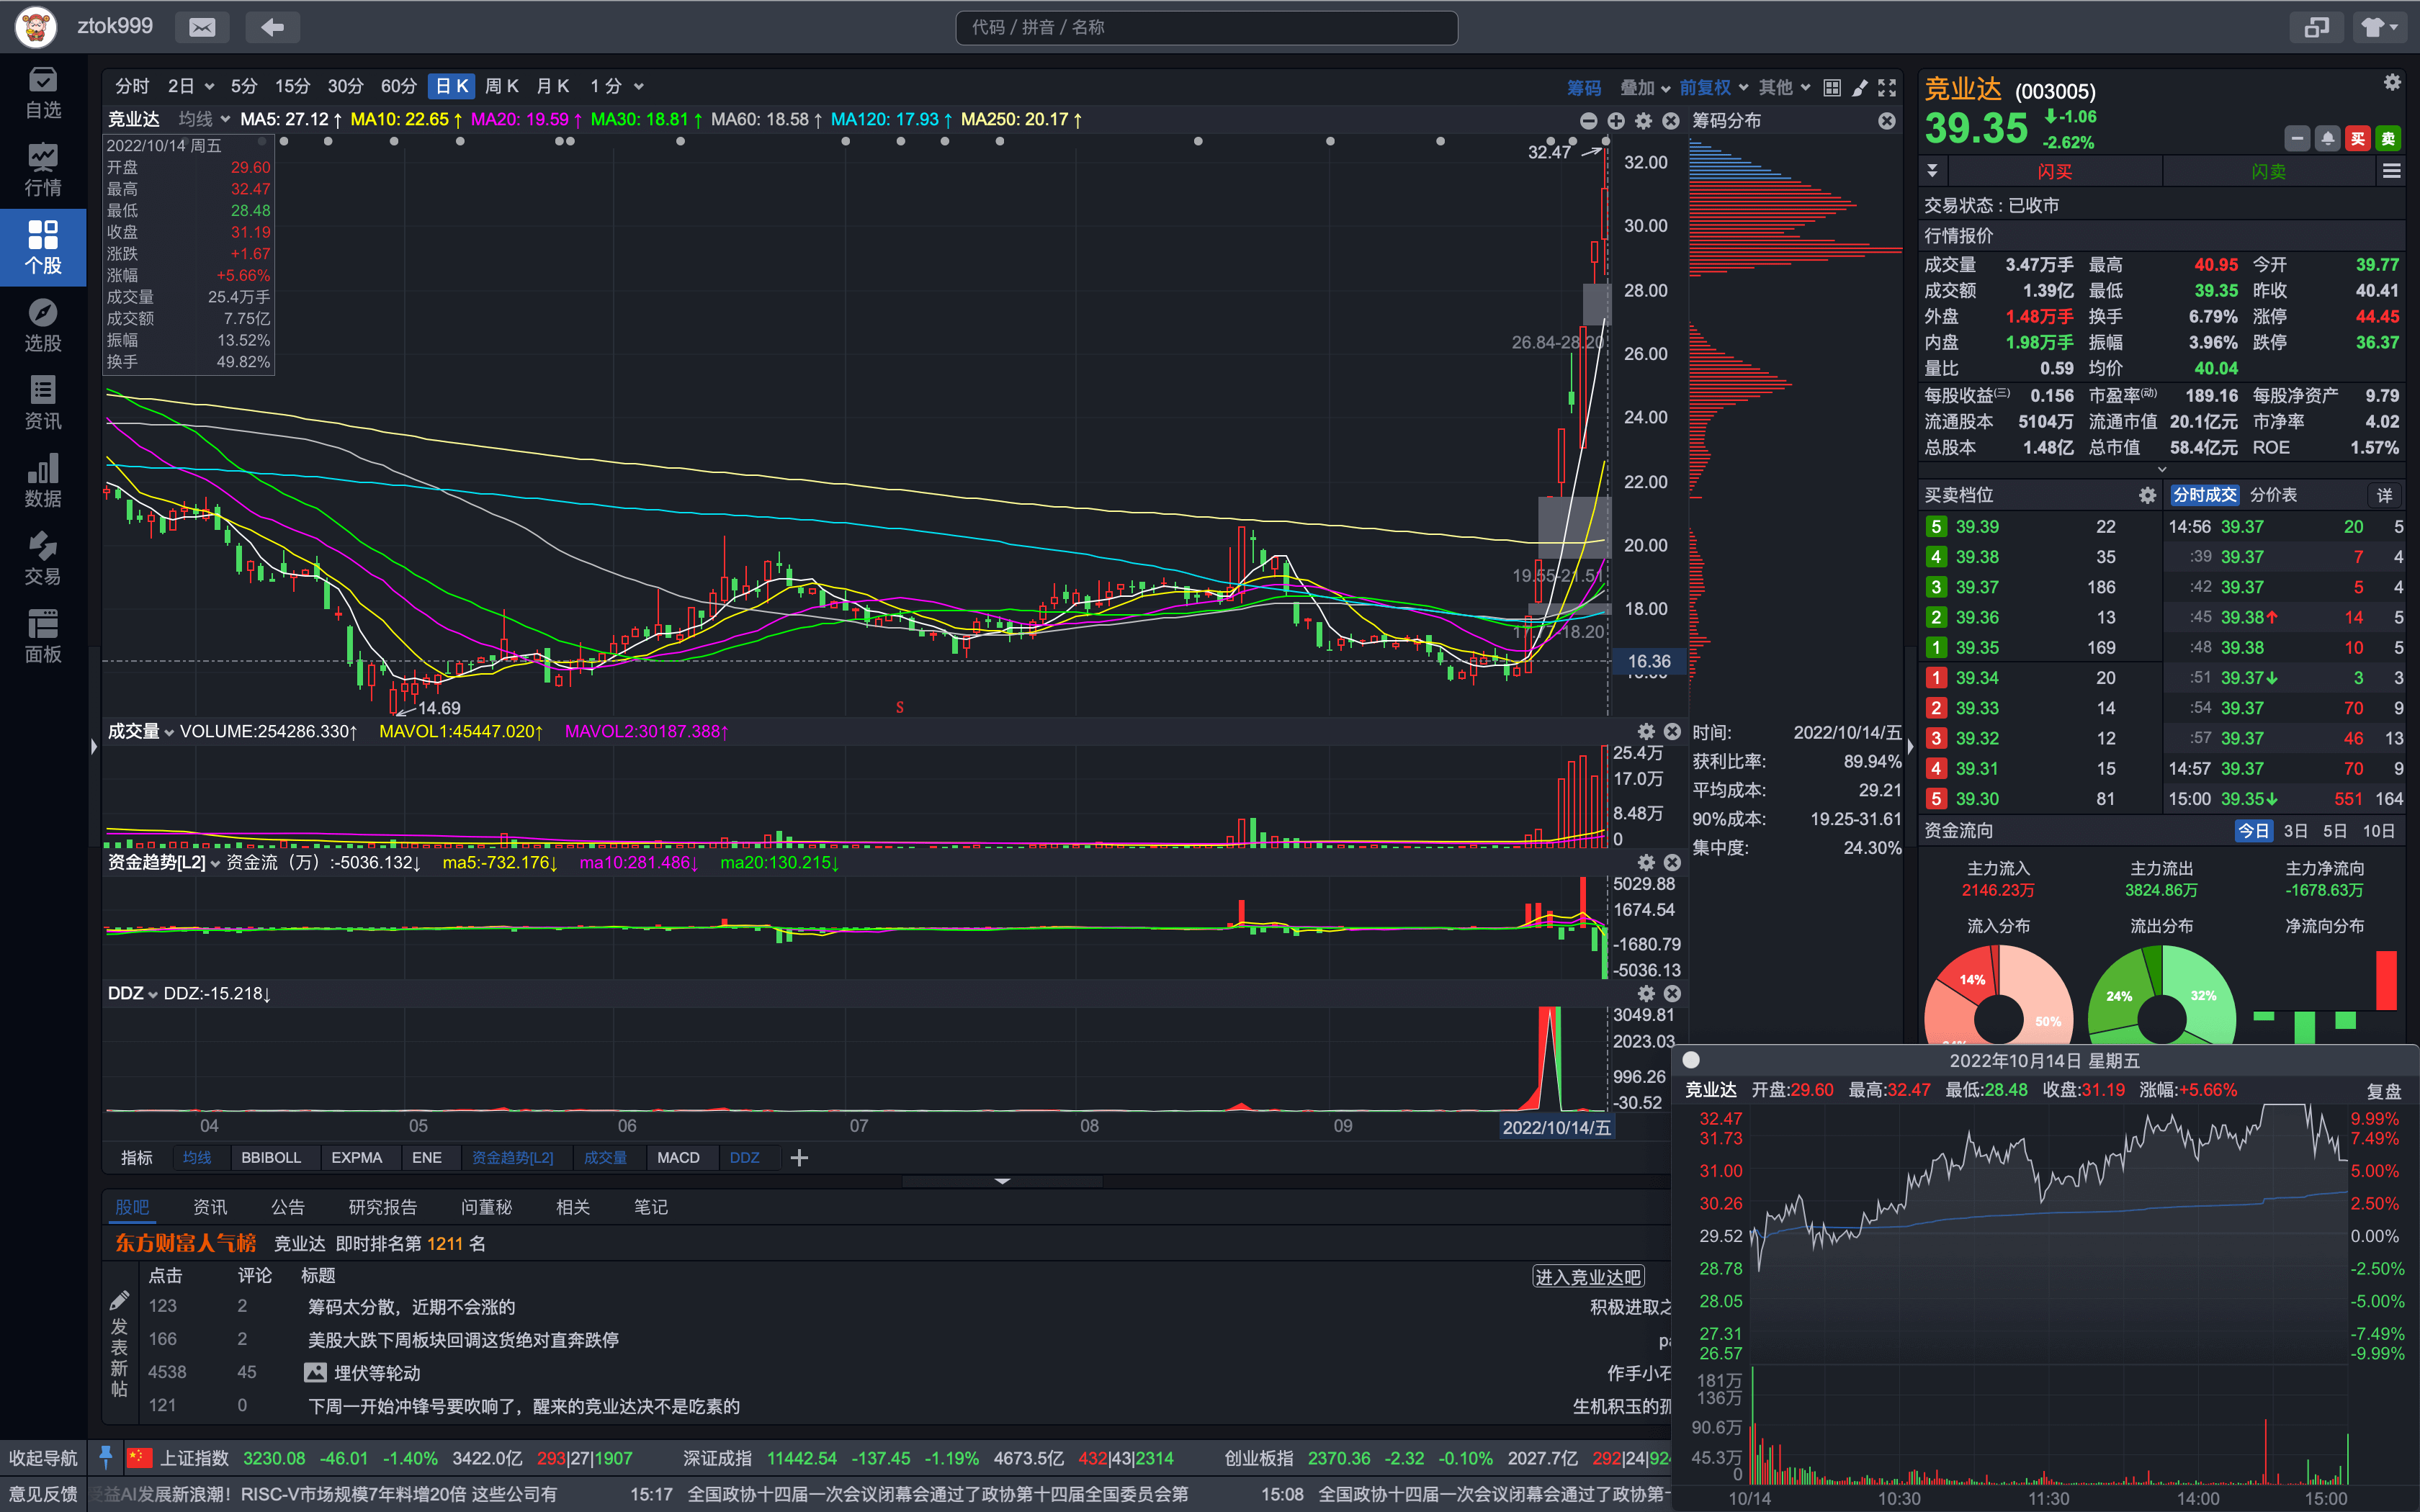 ztok999
代码 / 拼音 / 名称
自选
行情
个股
选股
资讯
数据
交易
面板
分时 2日 5分 15分 30分 60分 日K 周K 月K 1分
筹码 叠加 前复权 其他
竞业达 均线 MA5: 27.12↑ MA10: 22.65↑ MA20: 19.59↑ MA30: 18.81↑ MA60: 18.58↑ MA120: 17.93↑ MA250: 20.17↑
2022/10/14 周五
开盘 29.60
最高 32.47
最低 28.48
收盘 31.19
涨跌 +1.67
涨幅 +5.66%
成交量 25.4万手
成交额 7.75亿
振幅 13.52%
换手 49.82%
32.47
26.84-28.20
19.55-21.51
-18.20
14.69
S
32.00
30.00
28.00
26.00
24.00
22.00
20.00
18.00
16.36
筹码分布
时间: 2022/10/14/五
获利比率: 89.94%
平均成本: 29.21
90%成本: 19.25-31.61
集中度: 24.30%
成交量 VOLUME:254286.330↑ MAVOL1:45447.020↑ MAVOL2:30187.388↑
25.4万
17.0万
8.48万
0
资金趋势[L2] 资金流（万）:-5036.132↓ ma5:-732.176↓ ma10:281.486↓ ma20:130.215↓
5029.88
1674.54
-1680.79
-5036.13
DDZ DDZ:-15.218↓
3049.81
2023.03
996.26
-30.52
04 05 06 07 08 09 2022/10/14/五
指标 均线 BBIBOLL EXPMA ENE 资金趋势[L2] 成交量 MACD DDZ
股吧 资讯 公告 研究报告 问董秘 相关 笔记
东方财富人气榜 竞业达 即时排名第 1211 名
点击 评论 标题 进入竞业达吧
123 2 筹码太分散，近期不会涨的 积极进取之
166 2 美股大跌下周板块回调这货绝对直奔跌停
4538 45 埋伏等轮动 作手小石
121 0 下周一开始冲锋号要吹响了，醒来的竞业达决不是吃素的 生机积玉的孤
发表新帖
竞业达 (003005)
39.35 -1.06
-2.62%
买 卖
闪买 闪卖
交易状态 : 已收市
行情报价
成交量 3.47万手 最高 40.95 今开 39.77
成交额 1.39亿 最低 39.35 昨收 40.41
外盘 1.48万手 换手 6.79% 涨停 44.45
内盘 1.98万手 振幅 3.96% 跌停 36.37
量比 0.59 均价 40.04
每股收益(三) 0.156 市盈率(动) 189.16 每股净资产 9.79
流通股本 5104万 流通市值 20.1亿元 市净率 4.02
总股本 1.48亿 总市值 58.4亿元 ROE 1.57%
买卖档位
5 39.39 22
4 39.38 35
3 39.37 186
2 39.36 13
1 39.35 169
1 39.34 20
2 39.33 14
3 39.32 12
4 39.31 15
5 39.30 81
分时成交 分价表 详
14:56 39.37 20 5
:39 39.37 7 4
:42 39.37 5 4
:45 39.38↑ 14 5
:48 39.38 10 5
:51 39.37↓ 3 3
:54 39.37 70 9
:57 39.37 46 13
14:57 39.37 70 9
15:00 39.35↓ 551 164
资金流向 今日 3日 5日 10日
主力流入 主力流出 主力净流向
2146.23万 3824.86万 -1678.63万
流入分布 流出分布 净流向分布
14%
50%
24%
32%
2022年10月14日 星期五
竞业达 开盘:29.60 最高:32.47 最低:28.48 收盘:31.19 涨幅:+5.66% 复盘
32.47 9.99%
31.73 7.49%
31.00 5.00%
30.26 2.50%
29.52 0.00%
28.78 -2.50%
28.05 -5.00%
27.31 -7.49%
26.57 -9.99%
181万
136万
90.6万
45.3万
0
10/14 10:30 11:30 14:00 15:00
收起导航 上证指数 3230.08 -46.01 -1.40% 3422.0亿 293|27|1907 深证成指 11442.54 -137.45 -1.19% 4673.5亿 432|43|2314 创业板指 2370.36 -2.32 -0.10% 2027.7亿 292|24|924
意见反馈 受益AI发展新浪潮！RISC-V市场规模7年料增20倍 这些公司有 15:17 全国政协十四届一次会议闭幕会通过了政协第十四届全国委员会第 15:08 全国政协十四届一次会议闭幕会通过了政协第一